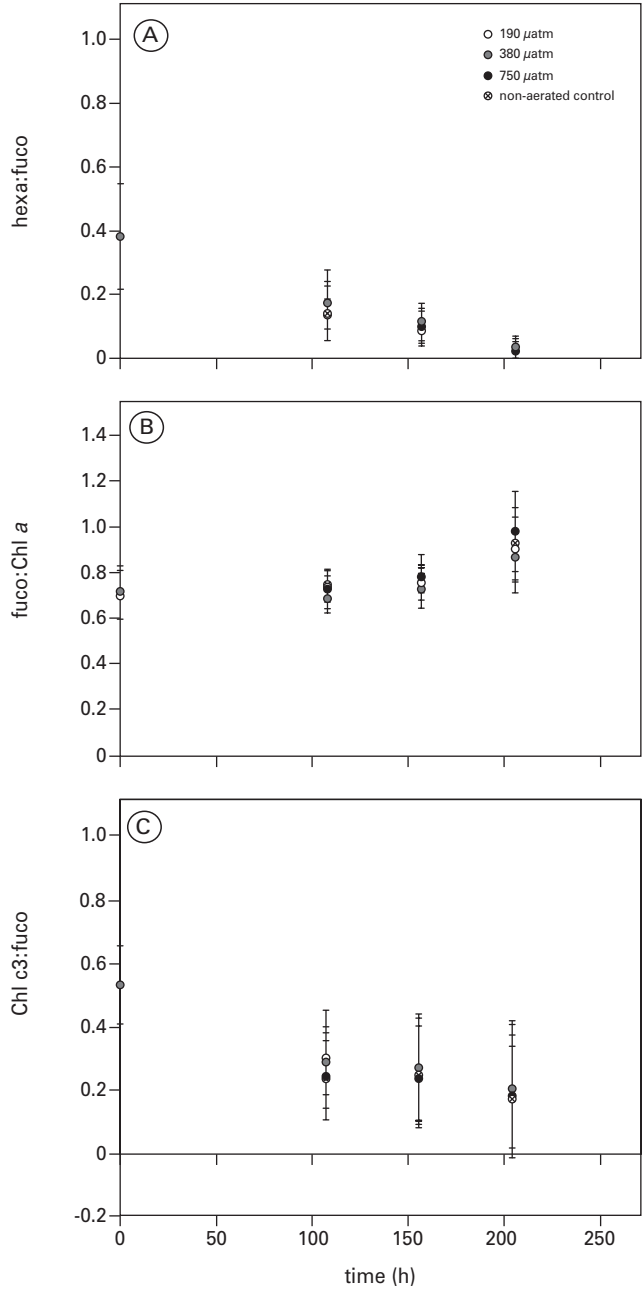 A
190 µatm
380 µatm
750 µatm
non-aerated control
hexa:fuco
1.0
0.8
0.6
0.4
0.2
0
B
fuco:Chl a
1.4
1.2
1.0
0.8
0.6
0.4
0.2
0
C
Chl c3:fuco
1.0
0.8
0.6
0.4
0.2
0
-0.2
0 50 100 150 200 250
time (h)